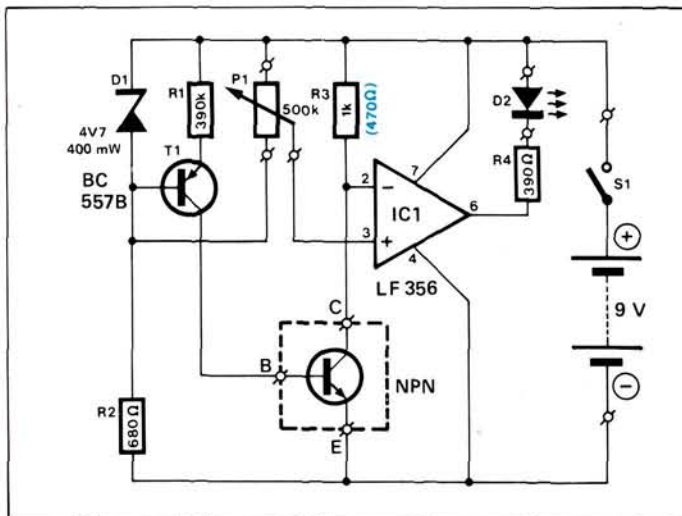 D1
4V7
400 mW
R1
390k
P1
500k
R3
1k
(470Ω)
D2
R4
390Ω
S1
T1
BC
557B
2
−
7
IC1
6
3
+
4
LF 356
+
9 V
−
C
B
NPN
E
R2
680Ω